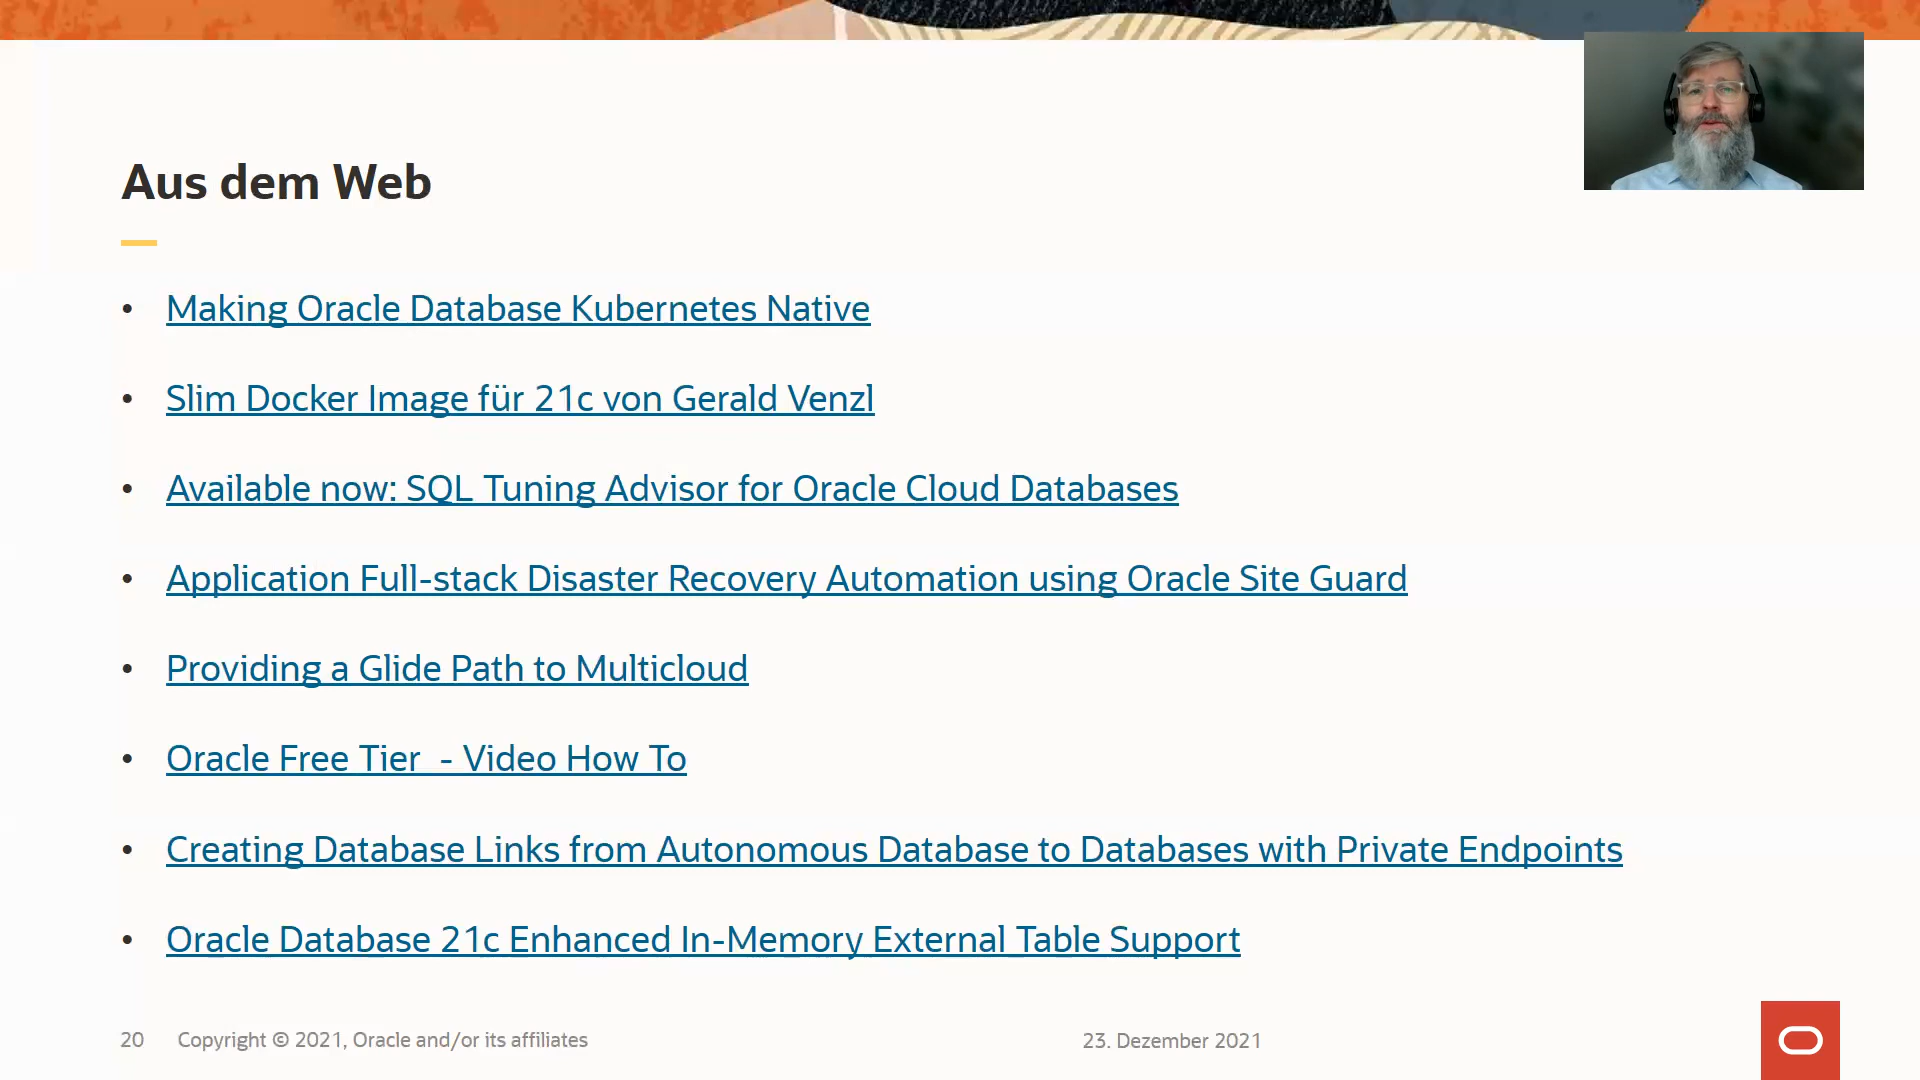 Aus dem Web
• Making Oracle Database Kubernetes Native
• Slim Docker Image für 21c von Gerald Venzl
• Available now: SQL Tuning Advisor for Oracle Cloud Databases
• Application Full-stack Disaster Recovery Automation using Oracle Site Guard
• Providing a Glide Path to Multicloud
• Oracle Free Tier  - Video How To
• Creating Database Links from Autonomous Database to Databases with Private Endpoints
• Oracle Database 21c Enhanced In-Memory External Table Support
20 Copyright © 2021, Oracle and/or its affiliates 23. Dezember 2021